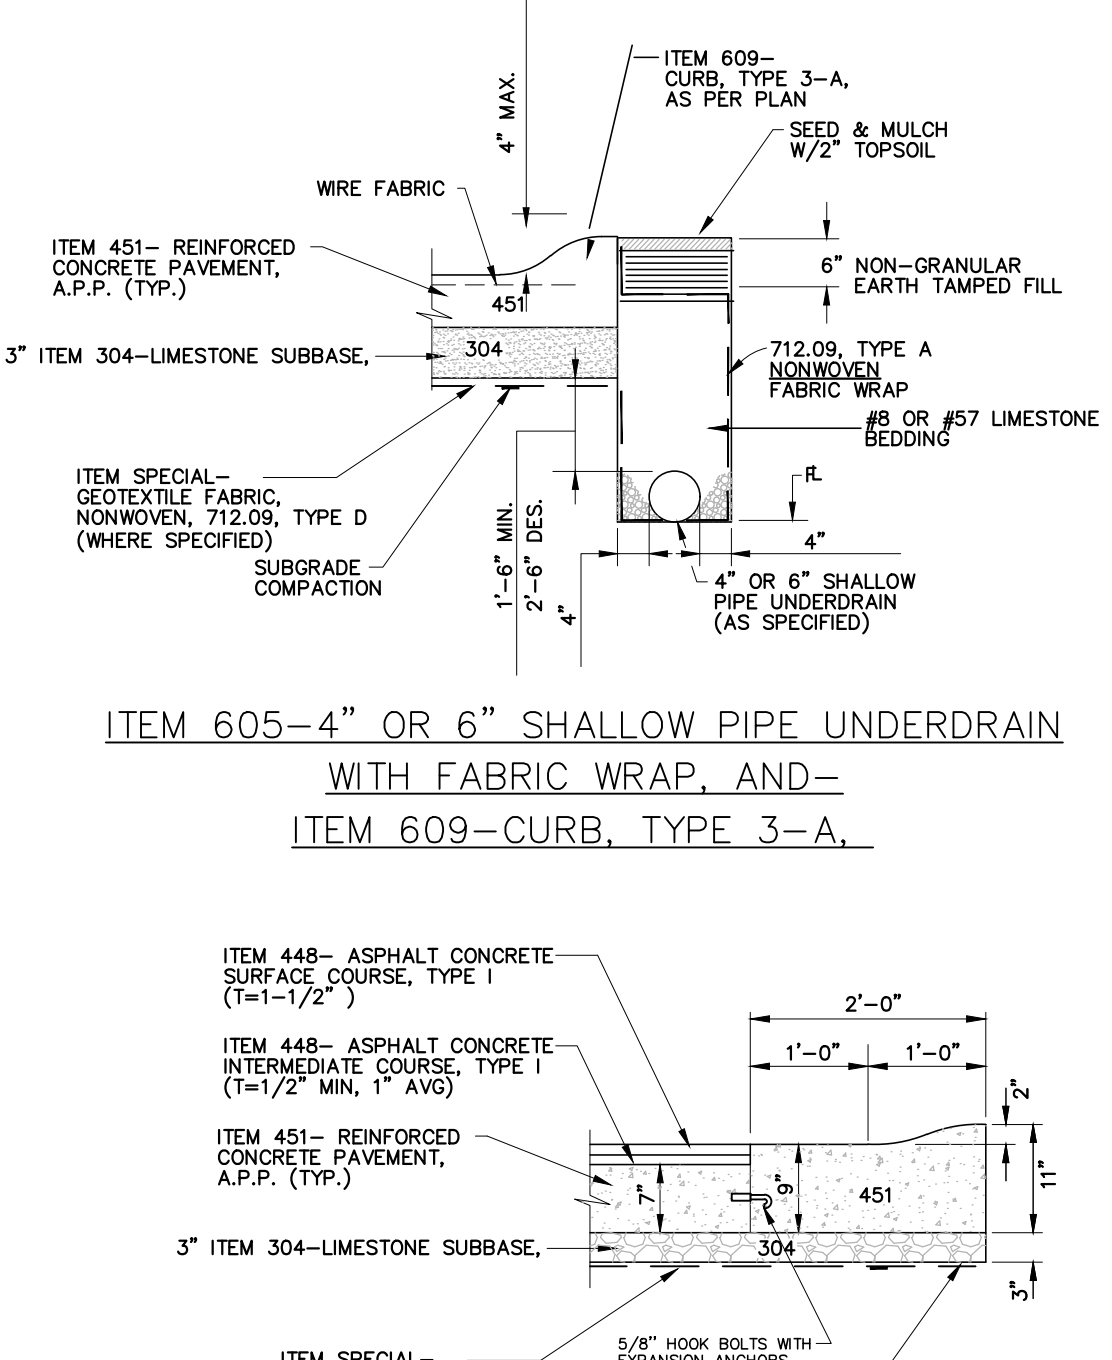 ITEM 609-
CURB, TYPE 3-A,
AS PER PLAN
4" MAX.
SEED & MULCH
W/2" TOPSOIL
WIRE FABRIC
ITEM 451- REINFORCED
CONCRETE PAVEMENT,
A.P.P. (TYP.)
6" NON-GRANULAR
EARTH TAMPED FILL
451
3" ITEM 304-LIMESTONE SUBBASE,
304
712.09, TYPE A
NONWOVEN
FABRIC WRAP
#8 OR #57 LIMESTONE
BEDDING
ITEM SPECIAL-
GEOTEXTILE FABRIC,
NONWOVEN, 712.09, TYPE D
(WHERE SPECIFIED)
FL
SUBGRADE
COMPACTION
1'-6" MIN.
2'-6" DES.
4"
4"
4" OR 6" SHALLOW
PIPE UNDERDRAIN
(AS SPECIFIED)
ITEM 605-4" OR 6" SHALLOW PIPE UNDERDRAIN
WITH FABRIC WRAP, AND-
ITEM 609-CURB, TYPE 3-A,
ITEM 448- ASPHALT CONCRETE
SURFACE COURSE, TYPE I
(T=1-1/2" )
2'-0"
ITEM 448- ASPHALT CONCRETE
INTERMEDIATE COURSE, TYPE I
(T=1/2" MIN, 1" AVG)
1'-0"
1'-0"
2"
ITEM 451- REINFORCED
CONCRETE PAVEMENT,
A.P.P. (TYP.)
7"
9"
451
11"
3" ITEM 304-LIMESTONE SUBBASE,
304
3"
5/8" HOOK BOLTS WITH
EXPANSION ANCHORS
ITEM SPECIAL-